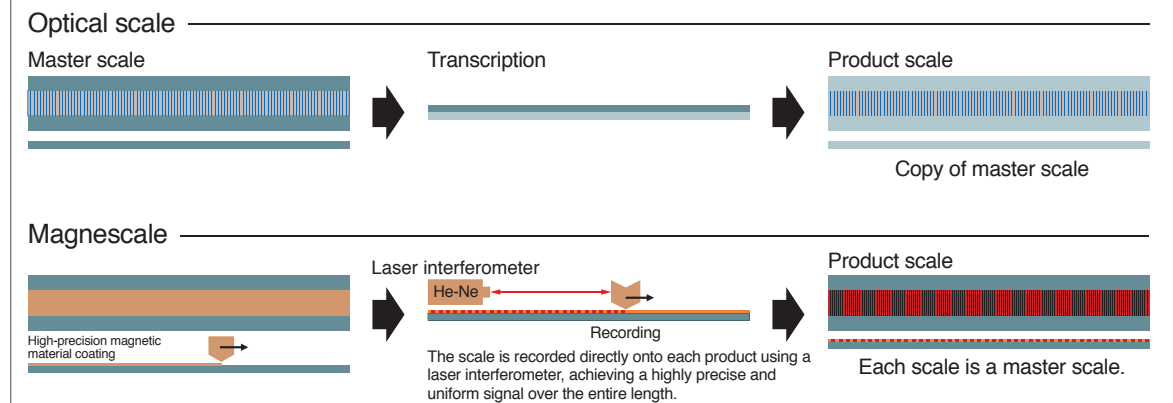 Optical scale
Master scale
Transcription
Product scale
Copy of master scale
Magnescale
High-precision magnetic
material coating
Laser interferometer
He-Ne
Recording
The scale is recorded directly onto each product using a
laser interferometer, achieving a highly precise and
uniform signal over the entire length.
Product scale
Each scale is a master scale.